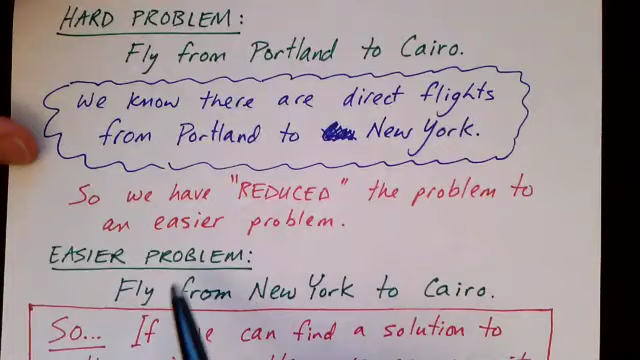 HARD PROBLEM:
Fly from Portland to Cairo.
We know there are direct flights
from Portland to New York.
So we have "REDUCED" the problem to
an easier problem.
EASIER PROBLEM:
Fly from New York to Cairo.
So... If can find a solution to